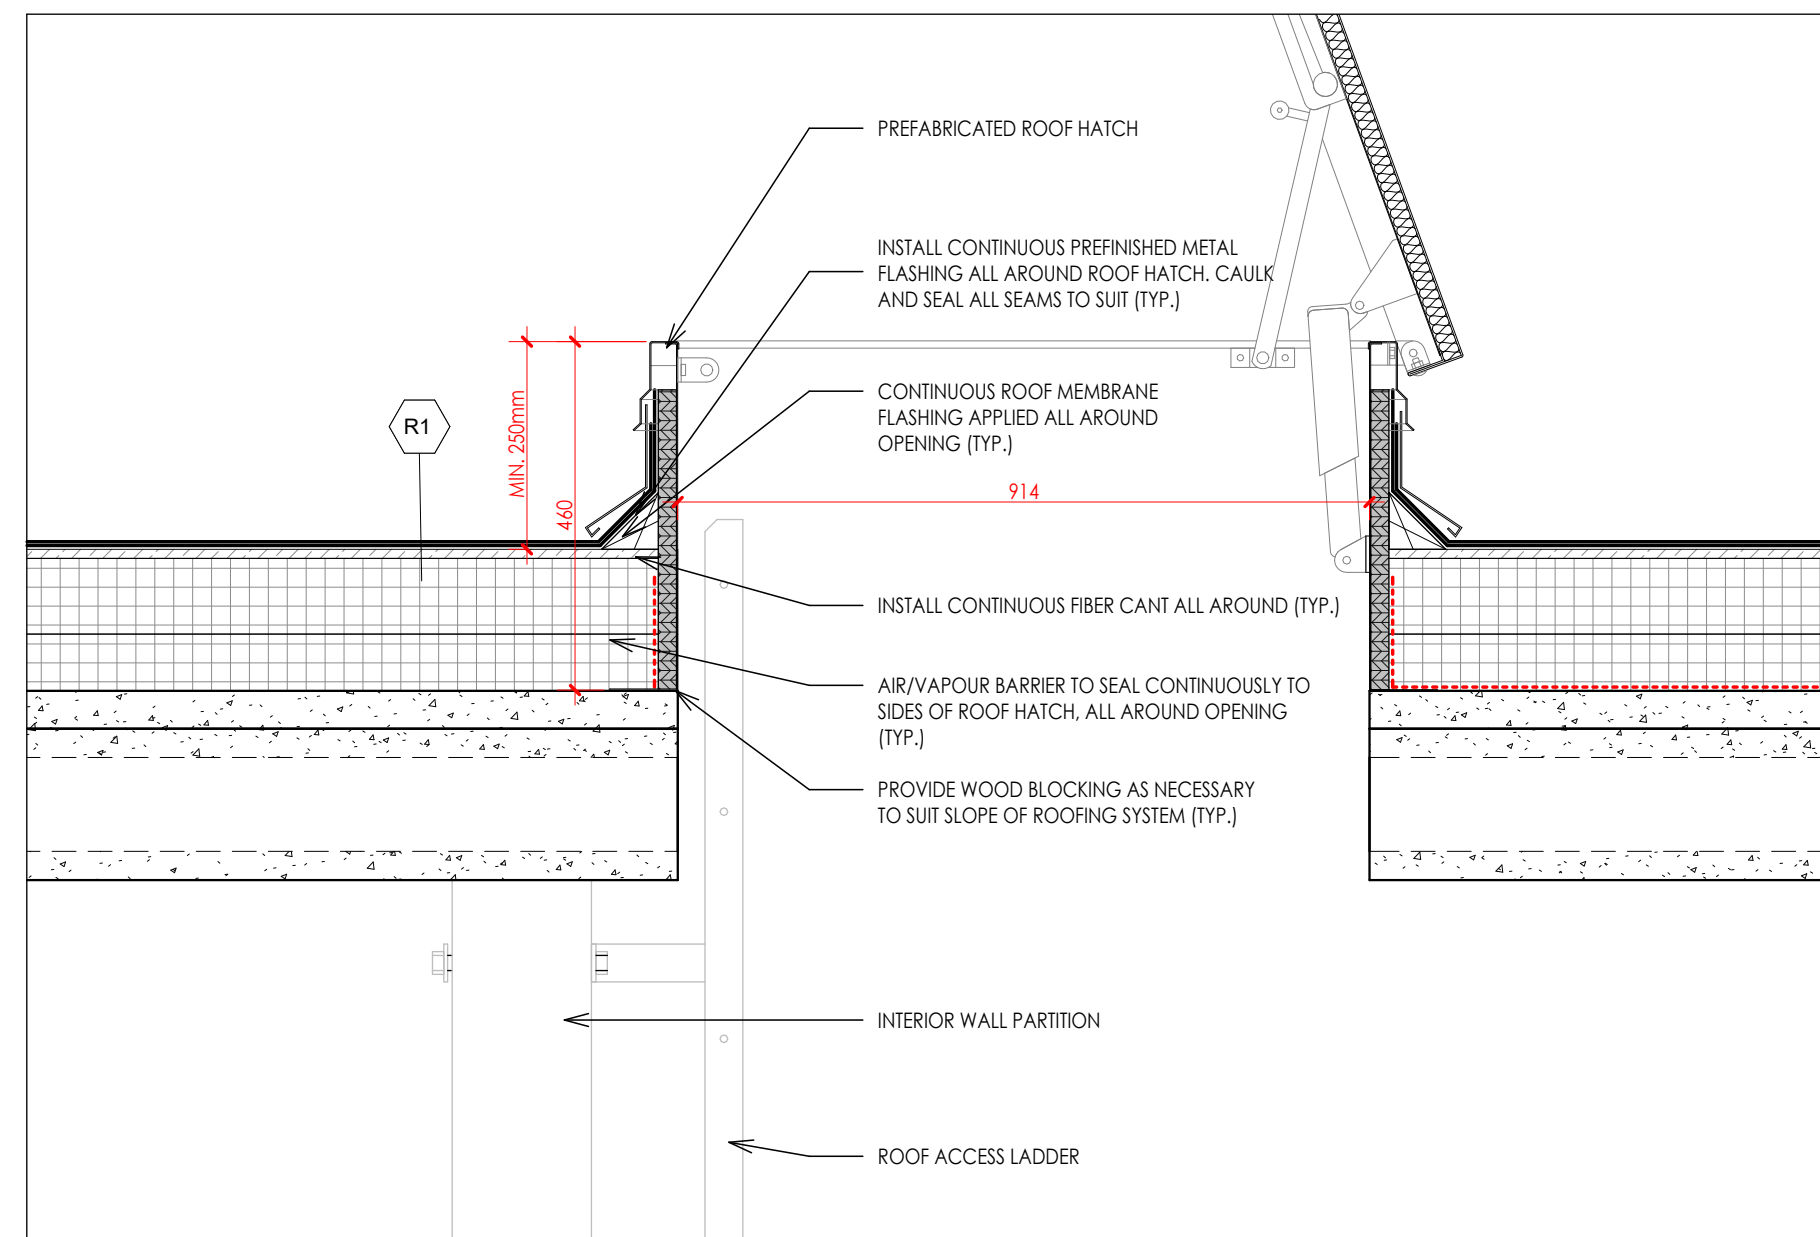 PREFABRICATED ROOF HATCH
INSTALL CONTINUOUS PREFINISHED METAL
FLASHING ALL AROUND ROOF HATCH. CAULK
AND SEAL ALL SEAMS TO SUIT (TYP.)
CONTINUOUS ROOF MEMBRANE
FLASHING APPLIED ALL AROUND
OPENING (TYP.)
R1
MIN. 250mm
460
914
INSTALL CONTINUOUS FIBER CANT ALL AROUND (TYP.)
AIR/VAPOUR BARRIER TO SEAL CONTINUOUSLY TO
SIDES OF ROOF HATCH, ALL AROUND OPENING
(TYP.)
PROVIDE WOOD BLOCKING AS NECESSARY
TO SUIT SLOPE OF ROOFING SYSTEM (TYP.)
INTERIOR WALL PARTITION
ROOF ACCESS LADDER